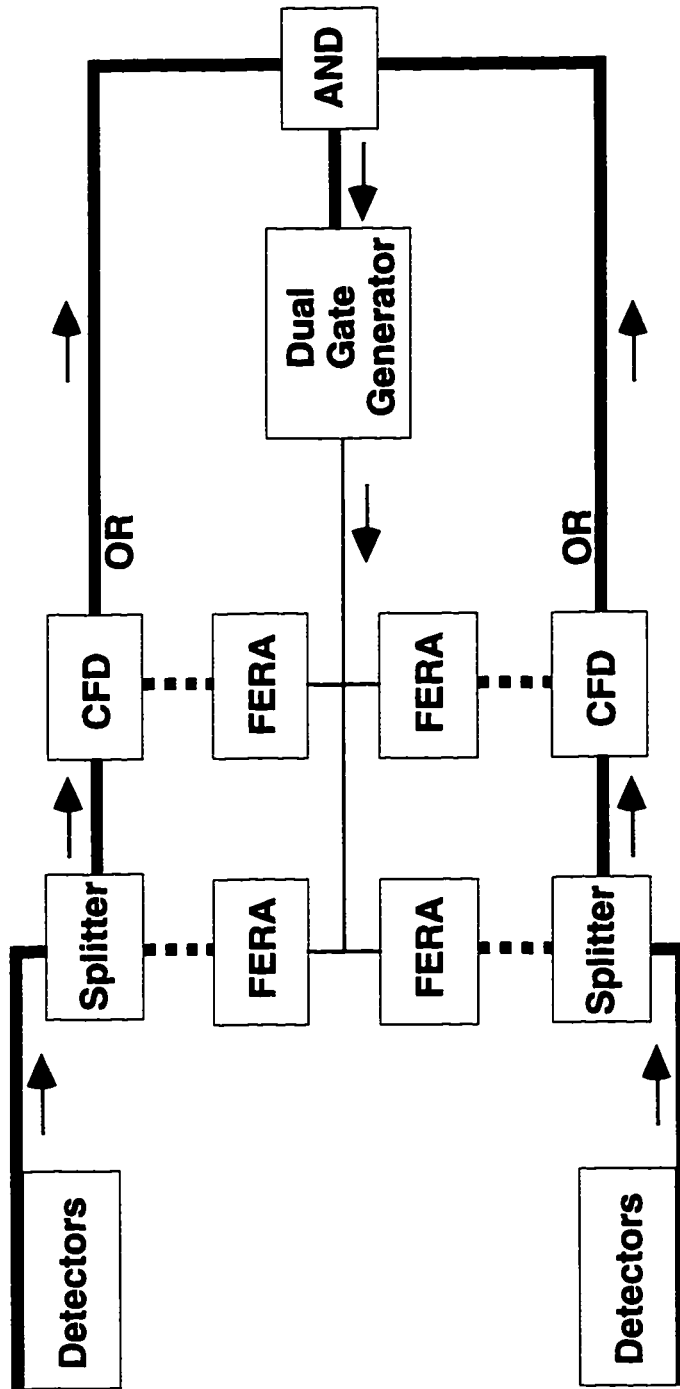 Detectors
Splitter
CFD
OR
FERA
FERA
Dual
Gate
Generator
AND
FERA
FERA
OR
Detectors
Splitter
CFD